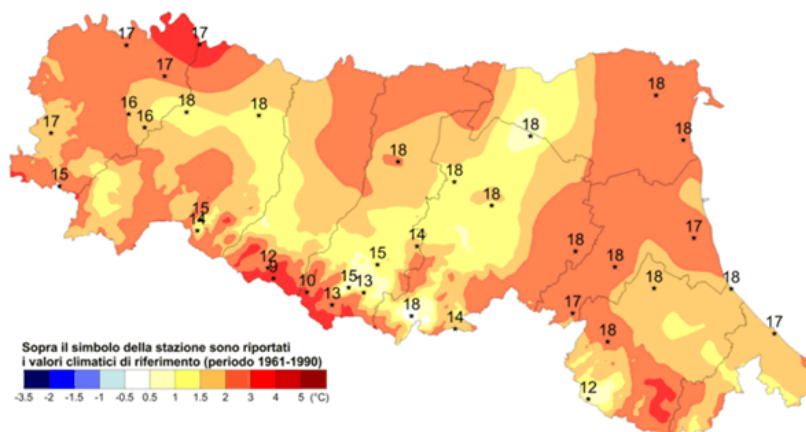 17 17
17
18
16 18 18
16
17 18 18
18
15 18
18
15
14 17
14 18
12 15 18
9
10 15 13 18 18
13 18 14 17
17
18
12
Sopra il simbolo della stazione sono riportati
i valori climatici di riferimento (periodo 1961-1990)
-3.5 -2 -1 -0.5 0.5 1 1.5 2 3 4 5 (°C)